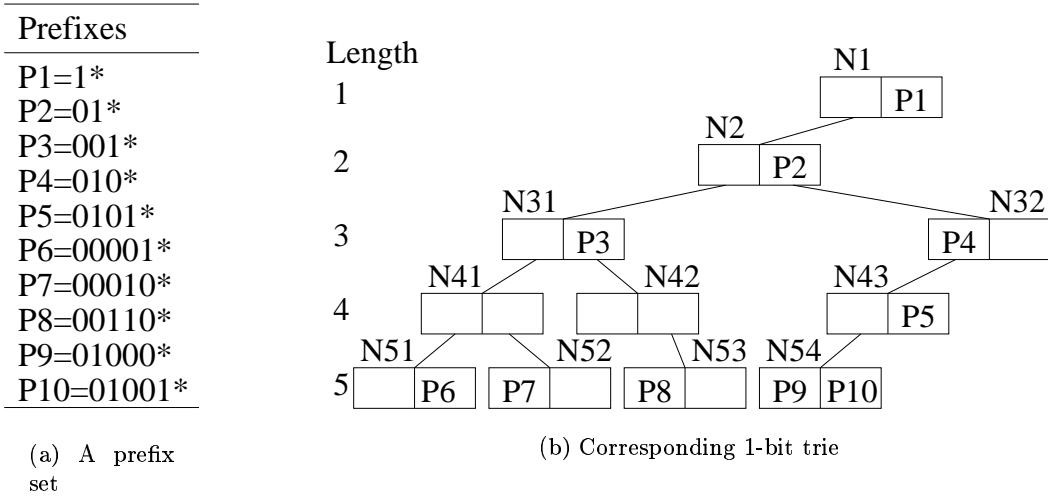 Prefixes
P1=1*
P2=01*
P3=001*
P4=010*
P5=0101*
P6=00001*
P7=00010*
P8=00110*
P9=01000*
P10=01001*
(a) A prefix
set
Length
N1
1
P1
N2
2
P2
N31
N32
3
P3
P4
N41
N42
N43
4
P5
N51
N52
N53
N54
5
P6
P7
P8
P9
P10
(b) Corresponding 1-bit trie